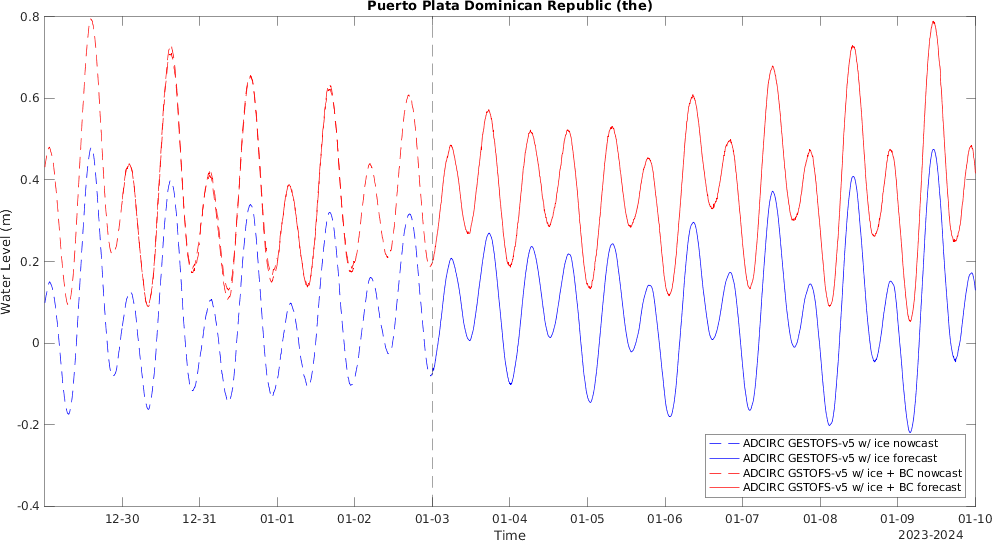 Puerto Plata Dominican Republic (the)
Water Level (m)
0.8
0.6
0.4
0.2
0
-0.2
-0.4
ADCIRC GESTOFS-v5 w/ ice nowcast
ADCIRC GESTOFS-v5 w/ ice forecast
ADCIRC GSTOFS-v5 w/ ice + BC nowcast
ADCIRC GSTOFS-v5 w/ ice + BC forecast
12-30 12-31 01-01 01-02 01-03 01-04 01-05 01-06 01-07 01-08 01-09 01-10
Time
2023-2024